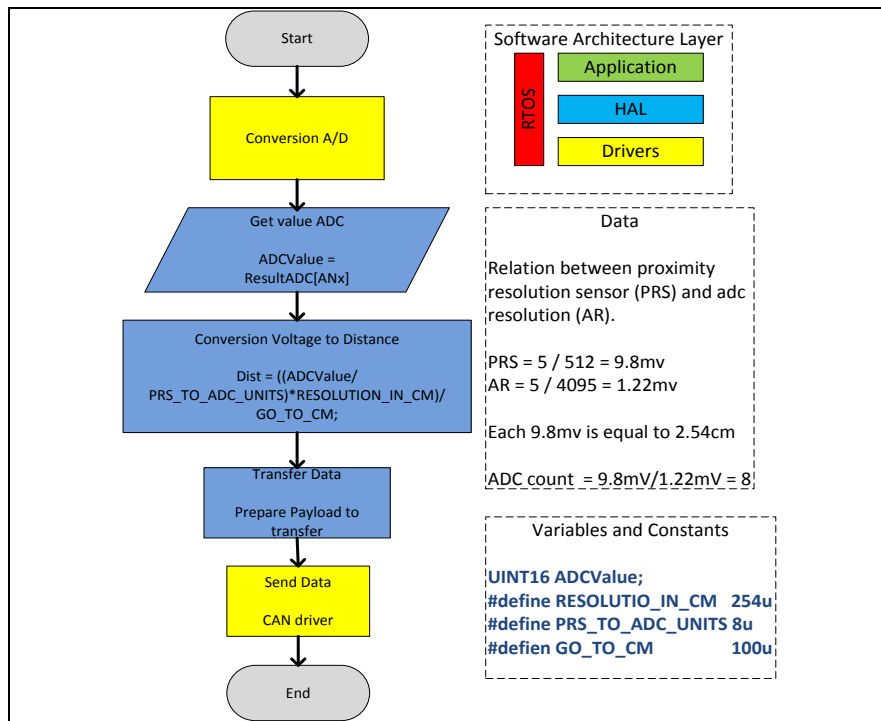 Start
Conversion A/D
Get value ADC
ADCValue =
ResultADC[ANx]
Conversion Voltage to Distance
Dist = ((ADCValue/
PRS_TO_ADC_UNITS)*RESOLUTION_IN_CM)/
GO_TO_CM;
Transfer Data
Prepare Payload to
transfer
Send Data
CAN driver
End
Software Architecture Layer
RTOS
Application
HAL
Drivers
Data
Relation between proximity
resolution sensor (PRS) and adc
resolution (AR).
PRS = 5 / 512 = 9.8mv
AR = 5 / 4095 = 1.22mv
Each 9.8mv is equal to 2.54cm
ADC count = 9.8mV/1.22mV = 8
Variables and Constants
UINT16 ADCValue;
#define RESOLUTIO_IN_CM 254u
#define PRS_TO_ADC_UNITS 8u
#defien GO_TO_CM 100u